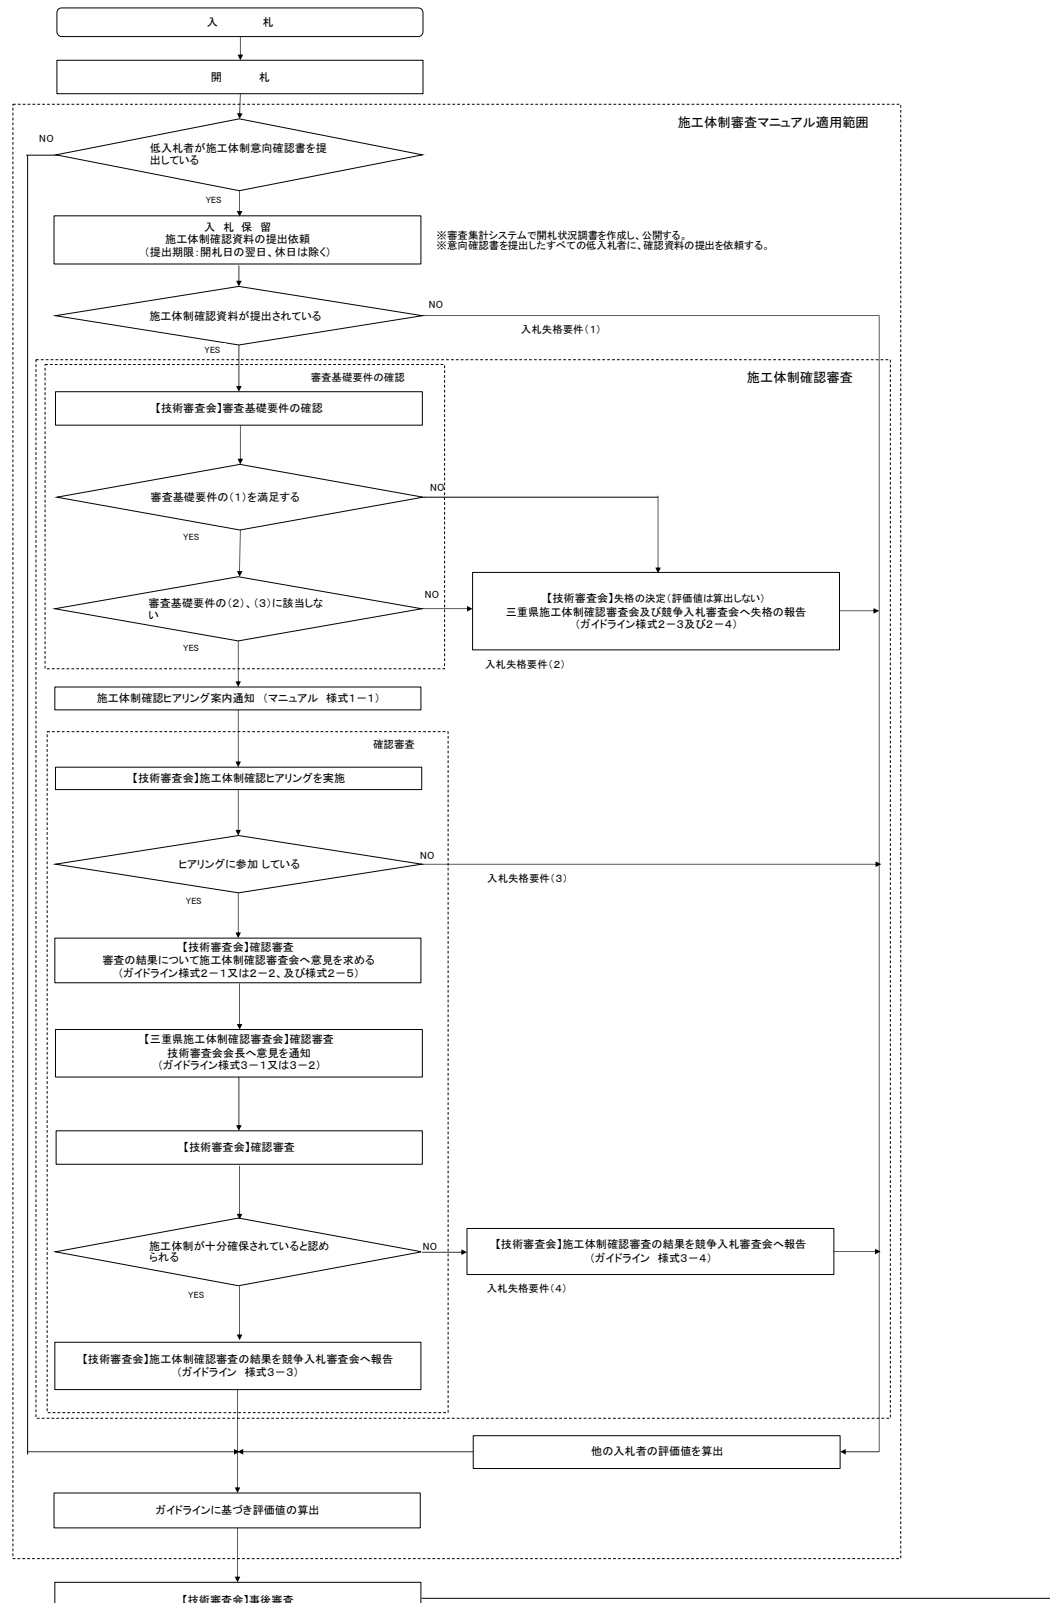 入　　　札
開　　　札
施工体制審査マニュアル適用範囲
NO
低入札者が施工体制意向確認書を提
出している
YES
入　札　保　留
施工体制確認資料の提出依頼
（提出期限：開札日の翌日、休日は除く）
※審査集計システムで開札状況調書を作成し、公開する。
※意向確認書を提出したすべての低入札者に、確認資料の提出を依頼する。
NO
施工体制確認資料が提出されている
入札失格要件（１）
YES
審査基礎要件の確認
施工体制確認審査
【技術審査会】審査基礎要件の確認
NO
審査基礎要件の（１）を満足する
YES
NO
審査基礎要件の（２）、（３）に該当しな
い
【技術審査会】失格の決定（評価値は算出しない）
三重県施工体制確認審査会及び競争入札審査会へ失格の報告
（ガイドライン様式２－３及び２－４）
YES
入札失格要件（２）
施工体制確認ヒアリング案内通知　（マニュアル　様式１－１）
確認審査
【技術審査会】施工体制確認ヒアリングを実施
NO
ヒアリングに参加 している
入札失格要件（３）
YES
【技術審査会】確認審査
審査の結果について施工体制確認審査会へ意見を求める
（ガイドライン様式２－１又は２－２、及び様式２－５）
【三重県施工体制確認審査会】確認審査
技術審査会会長へ意見を通知
（ガイドライン様式３－１又は３－２）
【技術審査会】確認審査
施工体制が十分確保されていると認め
られる
NO
【技術審査会】施工体制確認審査の結果を競争入札審査会へ報告
（ガイドライン　様式３－４）
YES
入札失格要件（４）
【技術審査会】施工体制確認審査の結果を競争入札審査会へ報告
（ガイドライン　様式３－３）
他の入札者の評価値を算出
ガイドラインに基づき評価値の算出
【技術審査会】事後審査